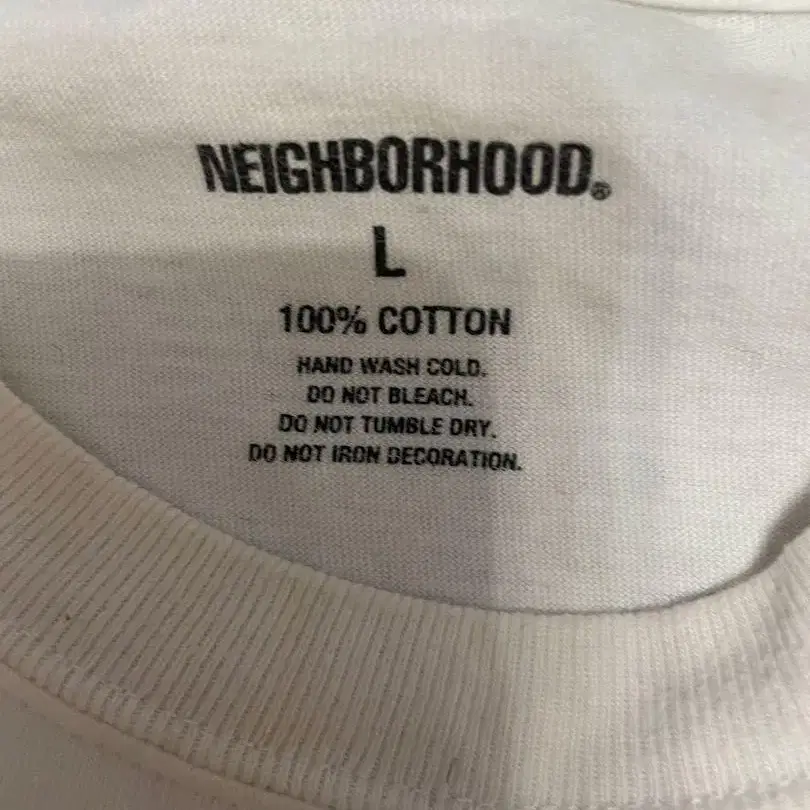 NEIGHBORHOOD®
L
100% COTTON
HAND WASH COLD.
DO NOT BLEACH.
DO NOT TUMBLE DRY.
DO NOT IRON DECORATION.